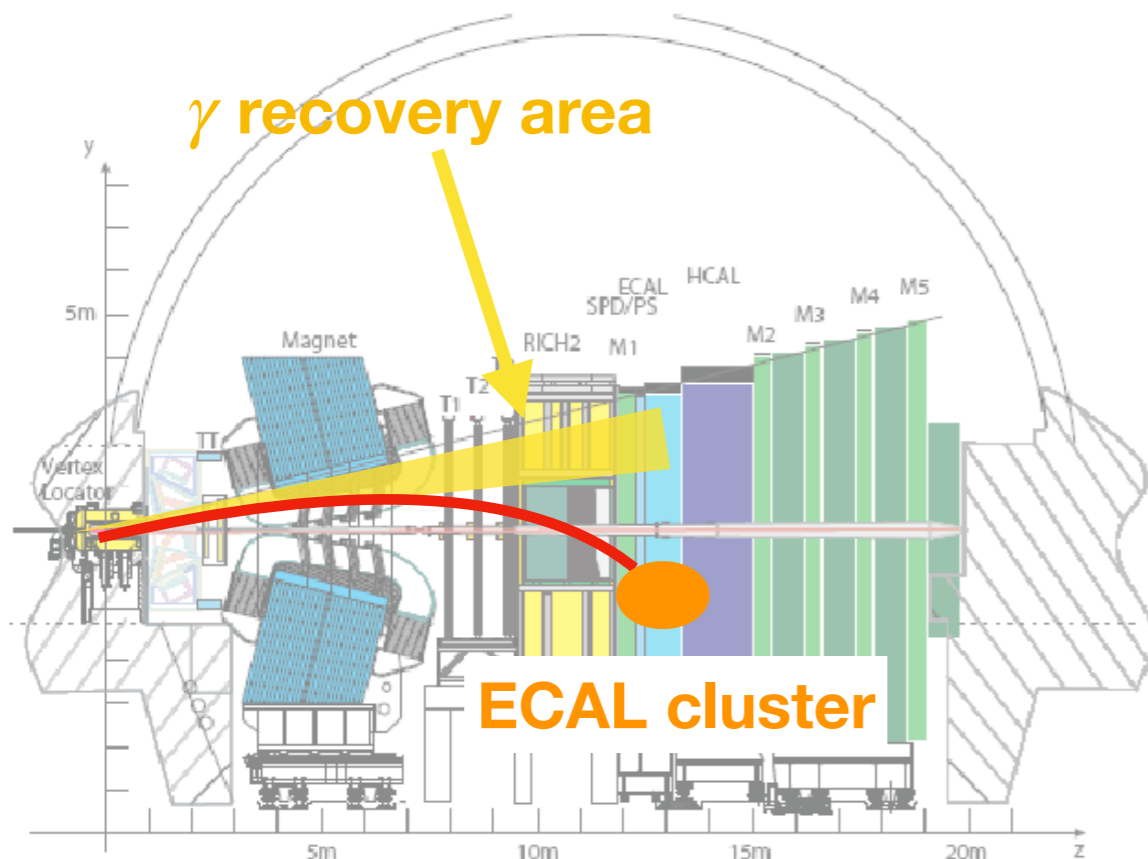 γ recovery area
y
ECAL
HCAL
SPD/PS
M5
M4
M3
M2
5m
Magnet
RICH2
M1
T2
T1
TT
Vertex
Locator
ECAL cluster
5m
10m
15m
20m
z